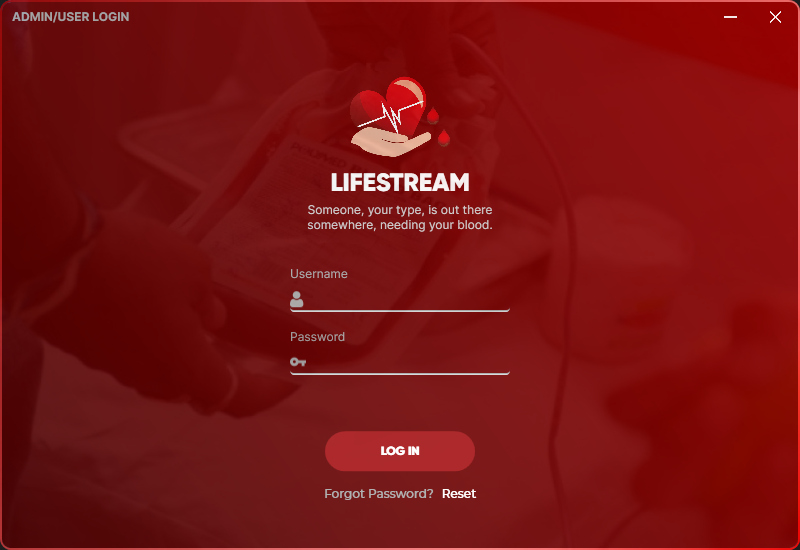 ADMIN/USER LOGIN
LIFESTREAM
Someone, your type, is out there
somewhere, needing your blood.
Username
Password
LOG IN
Forgot Password? Reset